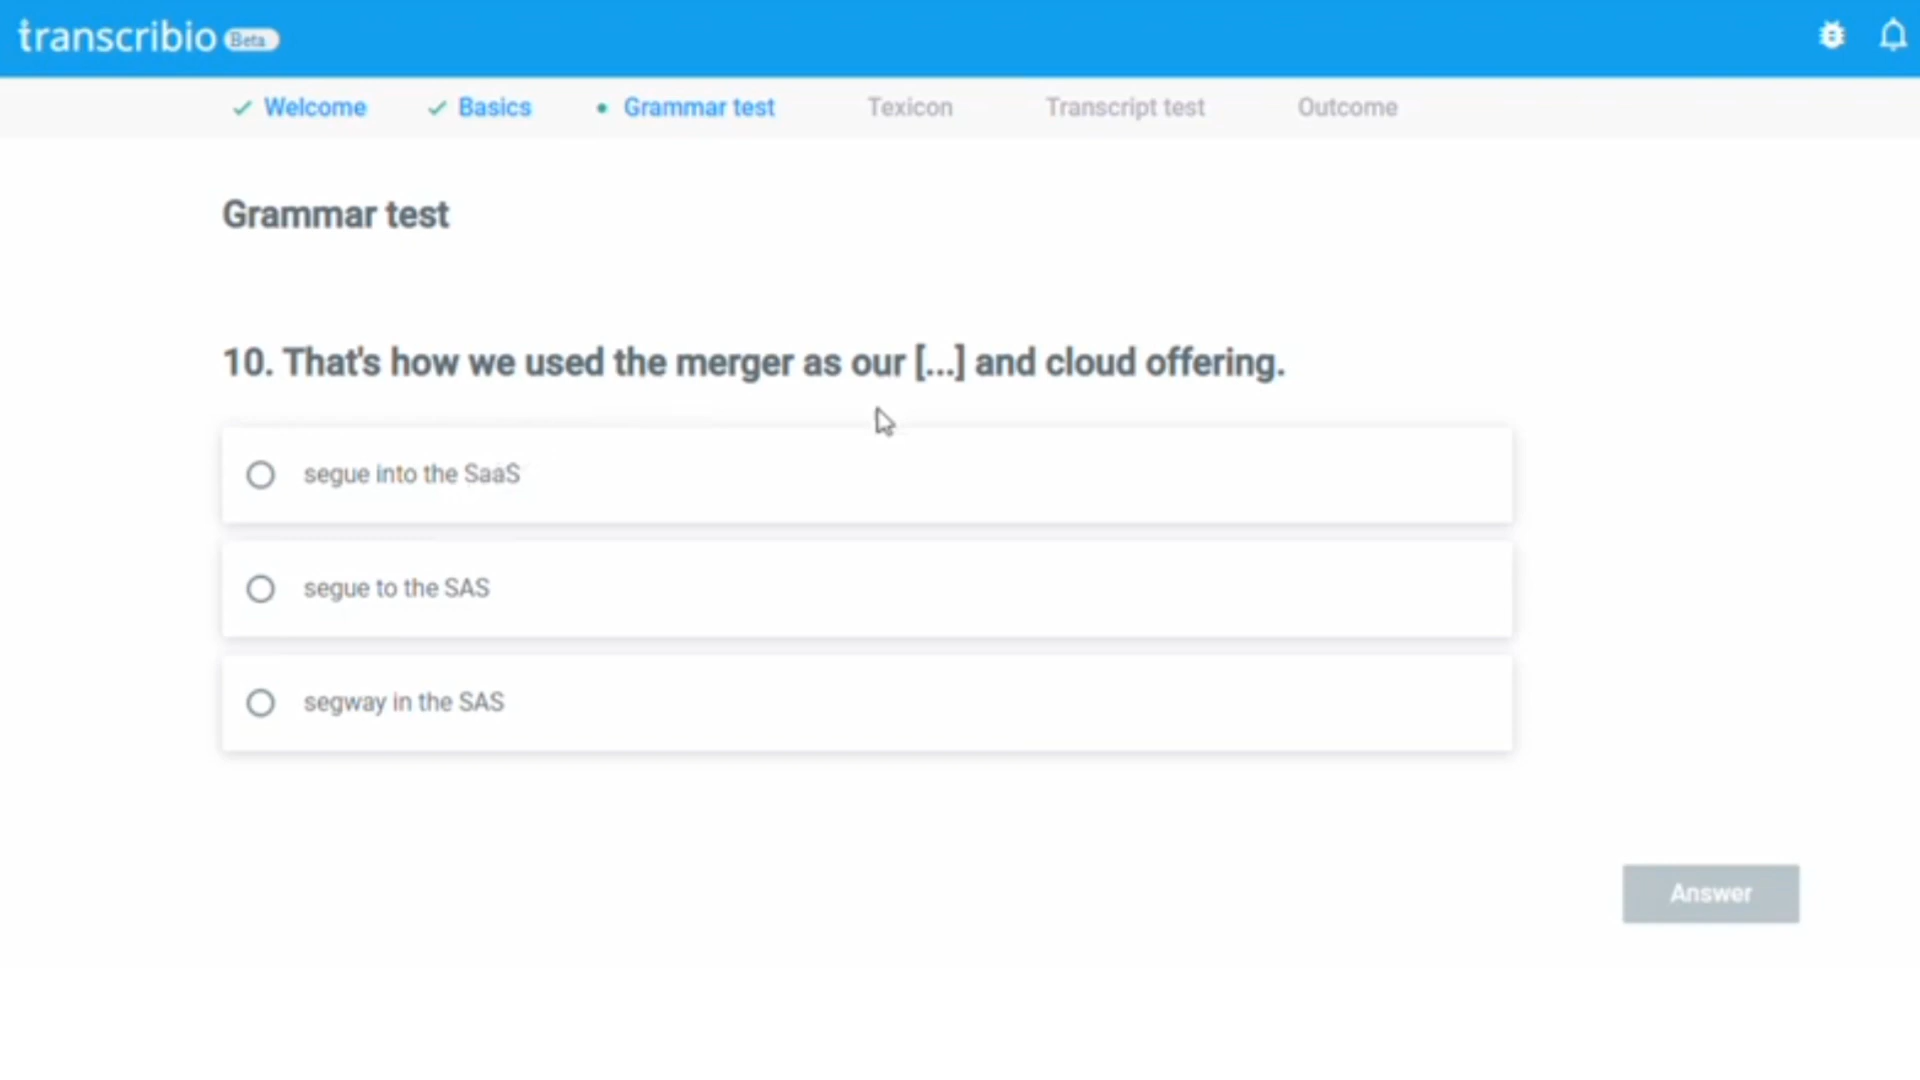 transcribio Beta
Welcome Basics Grammar test Texicon Transcript test Outcome
Grammar test
10. That's how we used the merger as our [...] and cloud offering.
segue into the SaaS
segue to the SAS
segway in the SAS
Answer